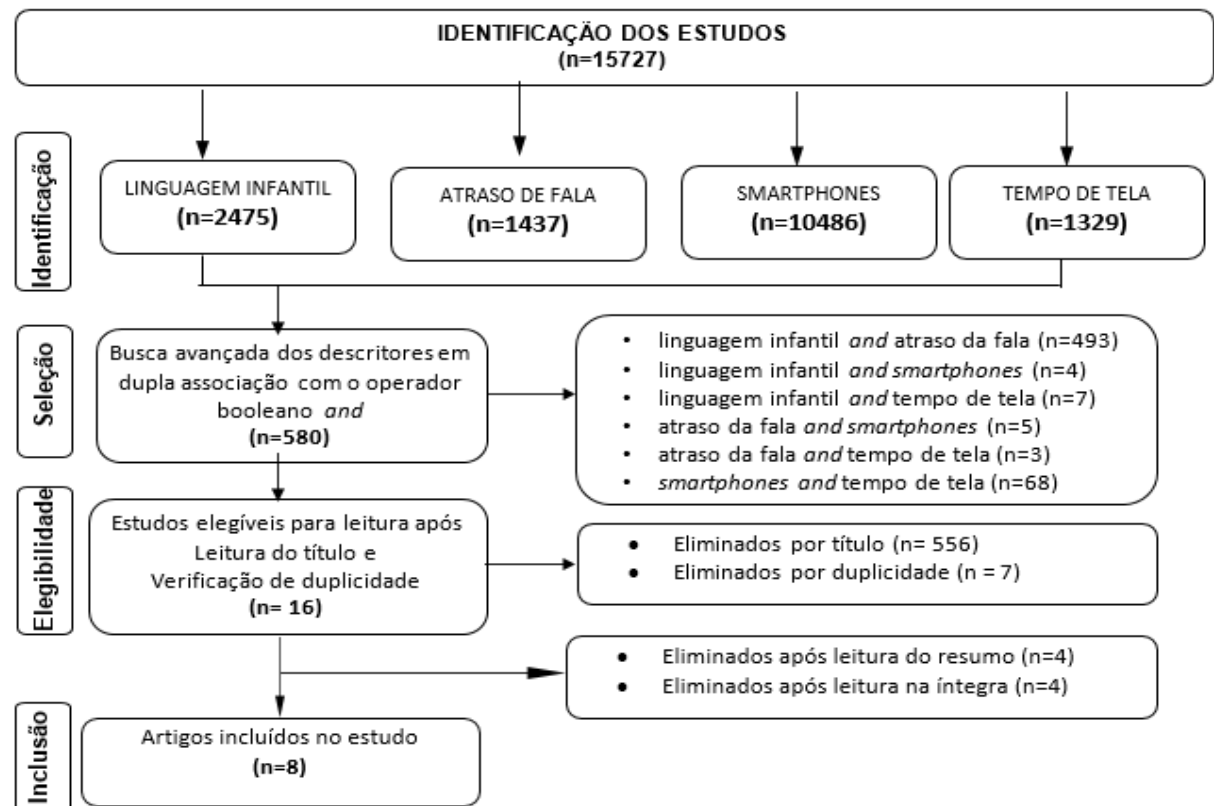 IDENTIFICAÇÃO DOS ESTUDOS
(n=15727)
Identificação
LINGUAGEM INFANTIL
(n=2475)
ATRASO DE FALA
(n=1437)
SMARTPHONES
(n=10486)
TEMPO DE TELA
(n=1329)
Seleção
Busca avançada dos descritores em
dupla associação com o operador
booleano and
(n=580)
• linguagem infantil and atraso da fala (n=493)
• linguagem infantil and smartphones (n=4)
• linguagem infantil and tempo de tela (n=7)
• atraso da fala and smartphones (n=5)
• atraso da fala and tempo de tela (n=3)
• smartphones and tempo de tela (n=68)
Elegibilidade
Estudos elegíveis para leitura após
Leitura do título e
Verificação de duplicidade
(n= 16)
• Eliminados por título (n= 556)
• Eliminados por duplicidade (n = 7)
• Eliminados após leitura do resumo (n=4)
• Eliminados após leitura na íntegra (n=4)
Inclusão
Artigos incluídos no estudo
(n=8)